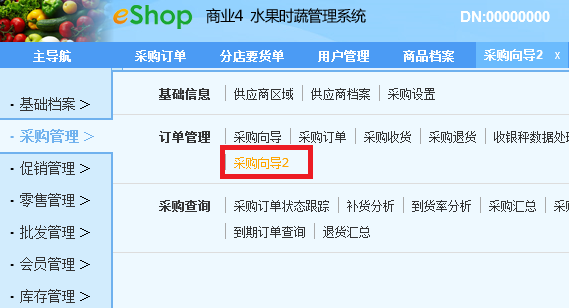 eShop 商业4 水果时蔬管理系统 DN:00000000
主导航 采购订单 分店要货单 用户管理 商品档案 采购向导2 x
· 基础档案 >
· 采购管理 >
· 促销管理 >
· 零售管理 >
· 批发管理 >
· 会员管理 >
· 库存管理 >
基础信息 供应商区域 供应商档案 采购设置
订单管理 采购向导 采购订单 采购收货 采购退货 收银秤数据处理
采购向导2
采购查询 采购订单状态跟踪 补货分析 到货率分析 采购汇总
到期订单查询 退货汇总